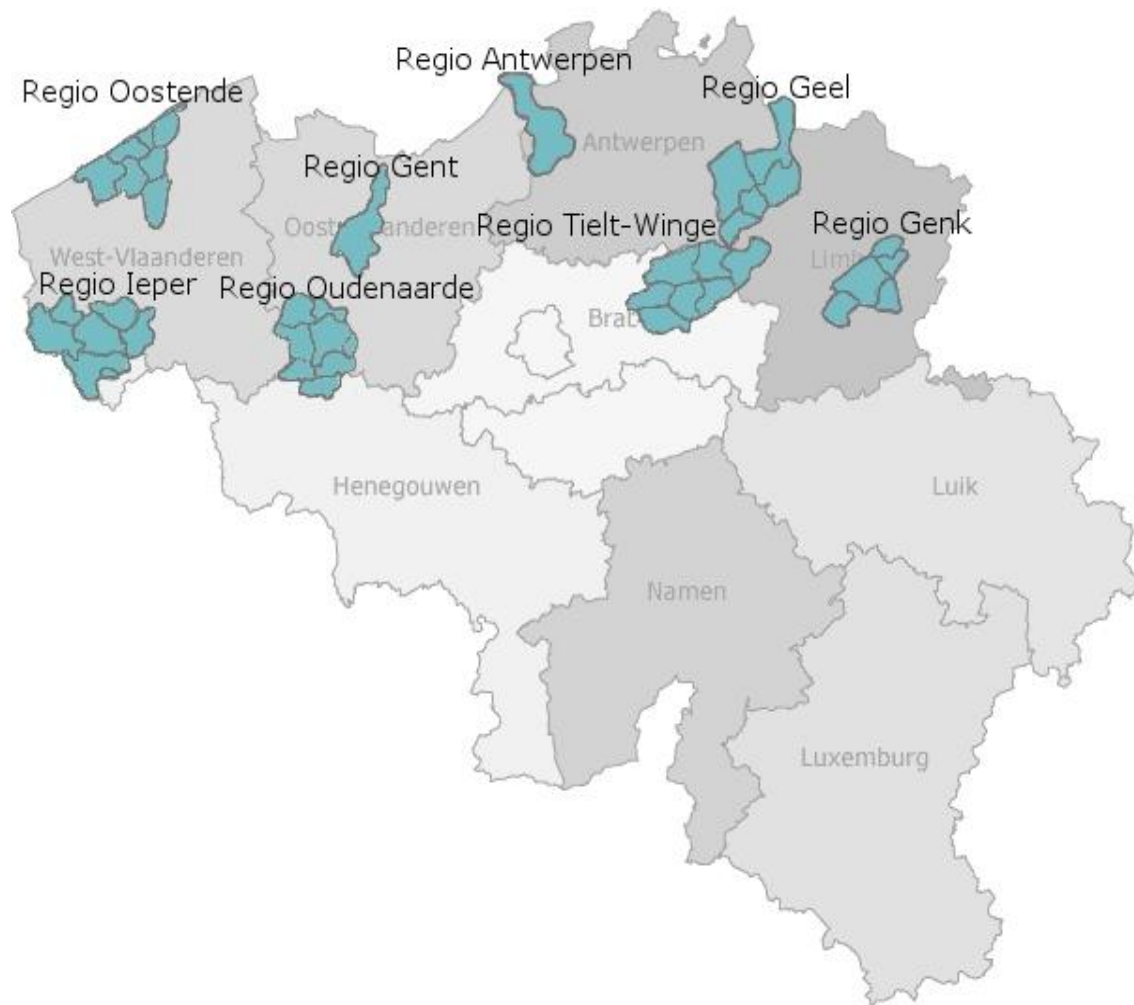 Regio Antwerpen
Regio Oostende
Regio Geel
Antwerpen
Regio Gent
Regio Tielt-Winge
Regio Genk
West-Vlaanderen
Regio Ieper
Regio Oudenaarde
Henegouwen
Luik
Namen
Luxemburg